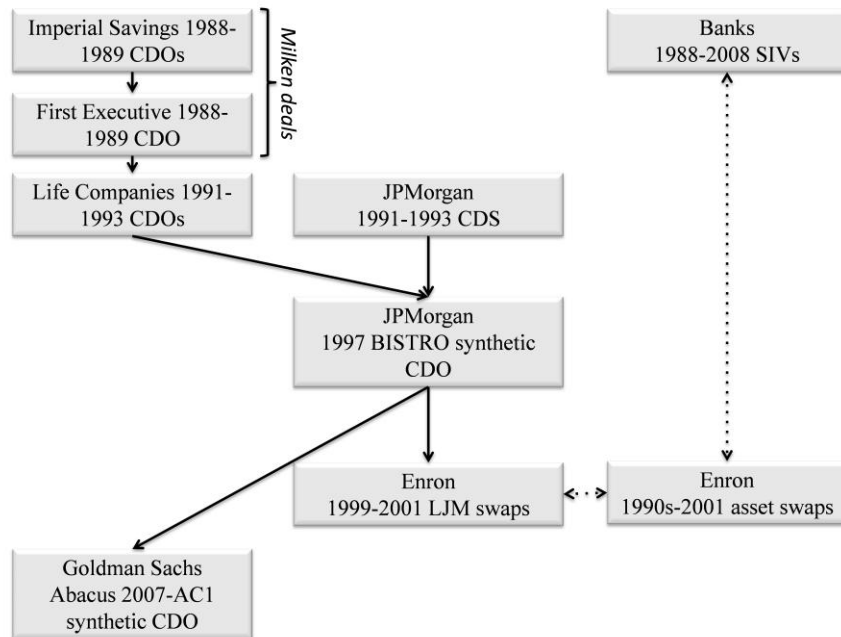 Imperial Savings 1988-
1989 CDOs
Milken deals
Banks
1988-2008 SIVs
First Executive 1988-
1989 CDO
Life Companies 1991-
1993 CDOs
JPMorgan
1991-1993 CDS
JPMorgan
1997 BISTRO synthetic
CDO
Enron
1999-2001 LJM swaps
Enron
1990s-2001 asset swaps
Goldman Sachs
Abacus 2007-AC1
synthetic CDO